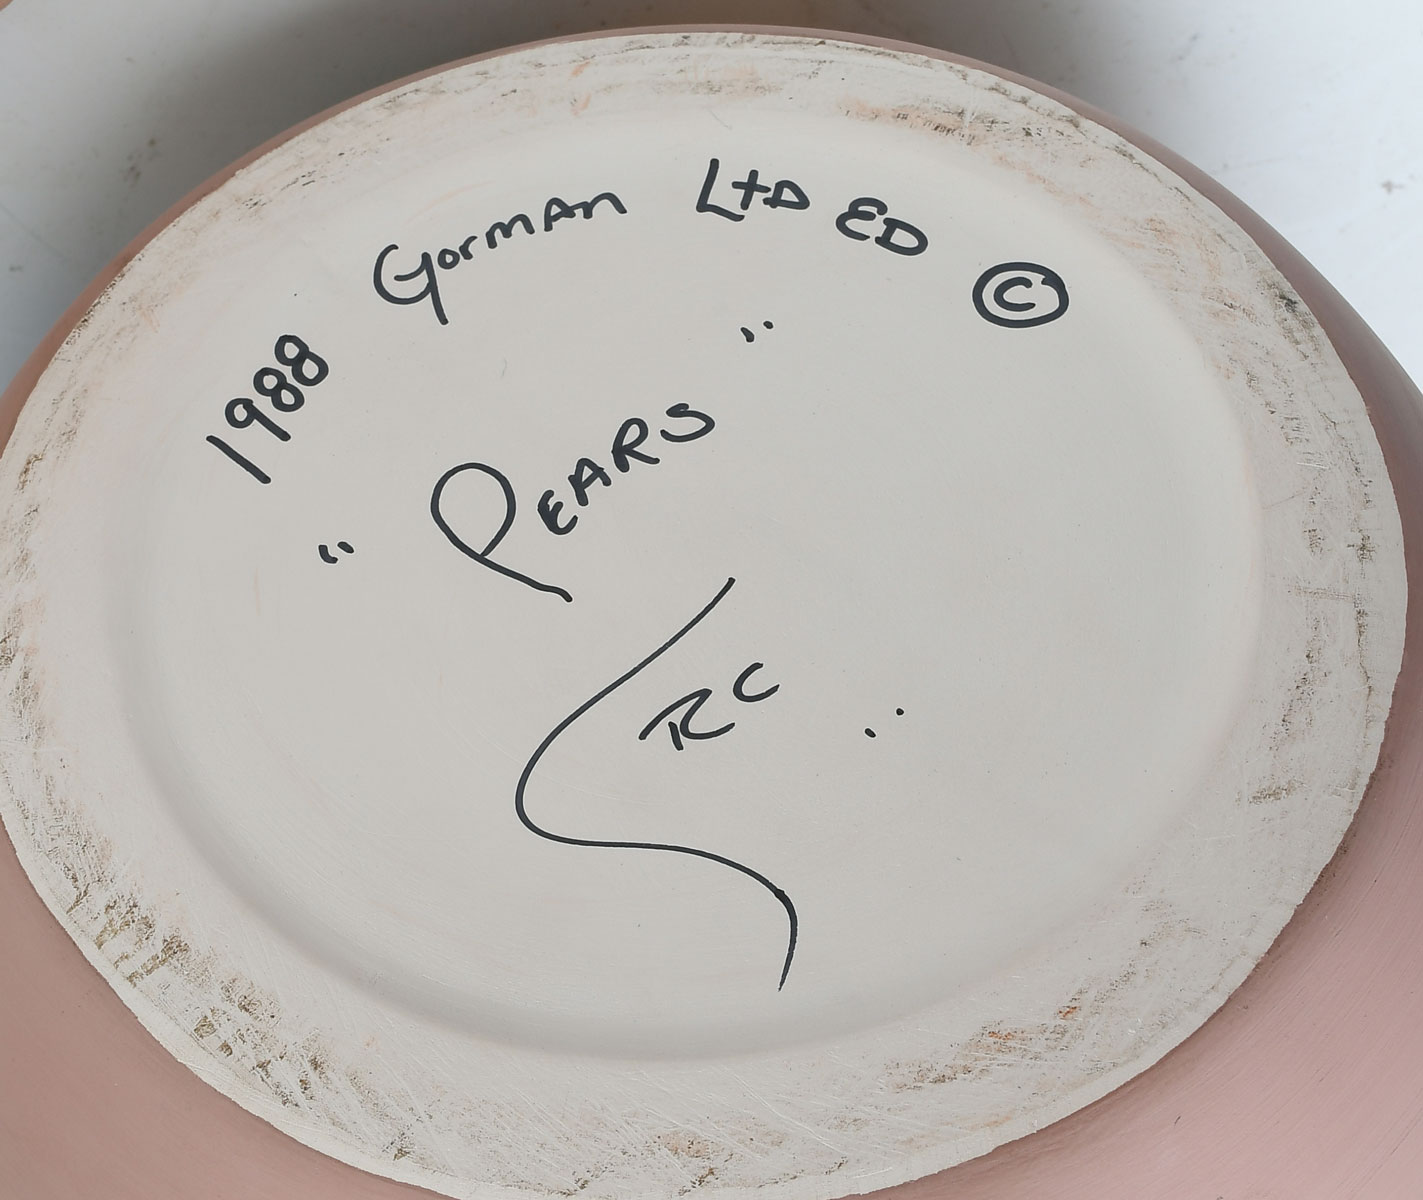 1988 Gorman LtD ED ©
"PEARS"
RC